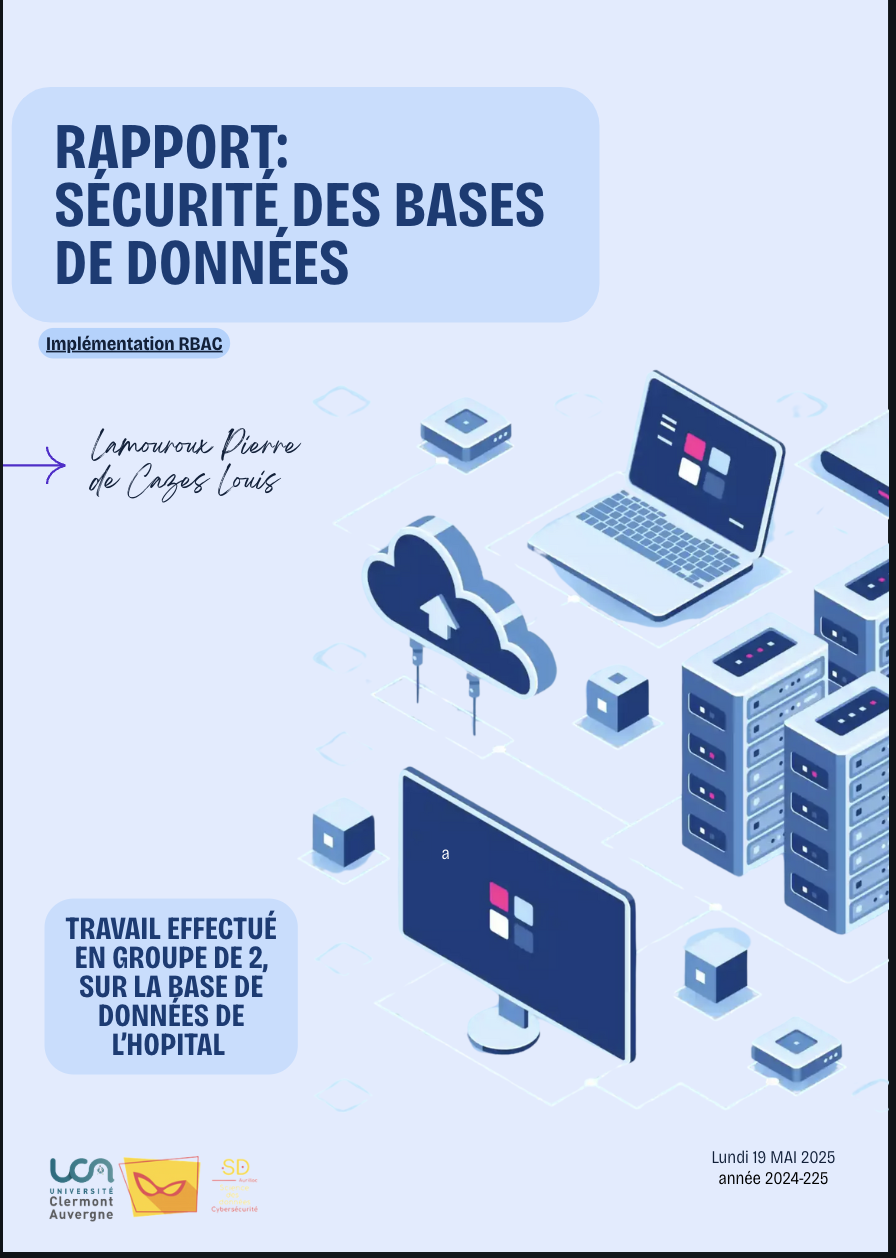 RAPPORT:
SÉCURITÉ DES BASES
DE DONNÉES
Implémentation RBAC
Lamouroux Pierre
de Cazes Louis
a
TRAVAIL EFFECTUÉ
EN GROUPE DE 2,
SUR LA BASE DE
DONNÉES DE
L'HOPITAL
UCA
UNIVERSITÉ
Clermont
Auvergne
SD
Aurillac
Cybersécurité
Lundi 19 MAI 2025
année 2024-225